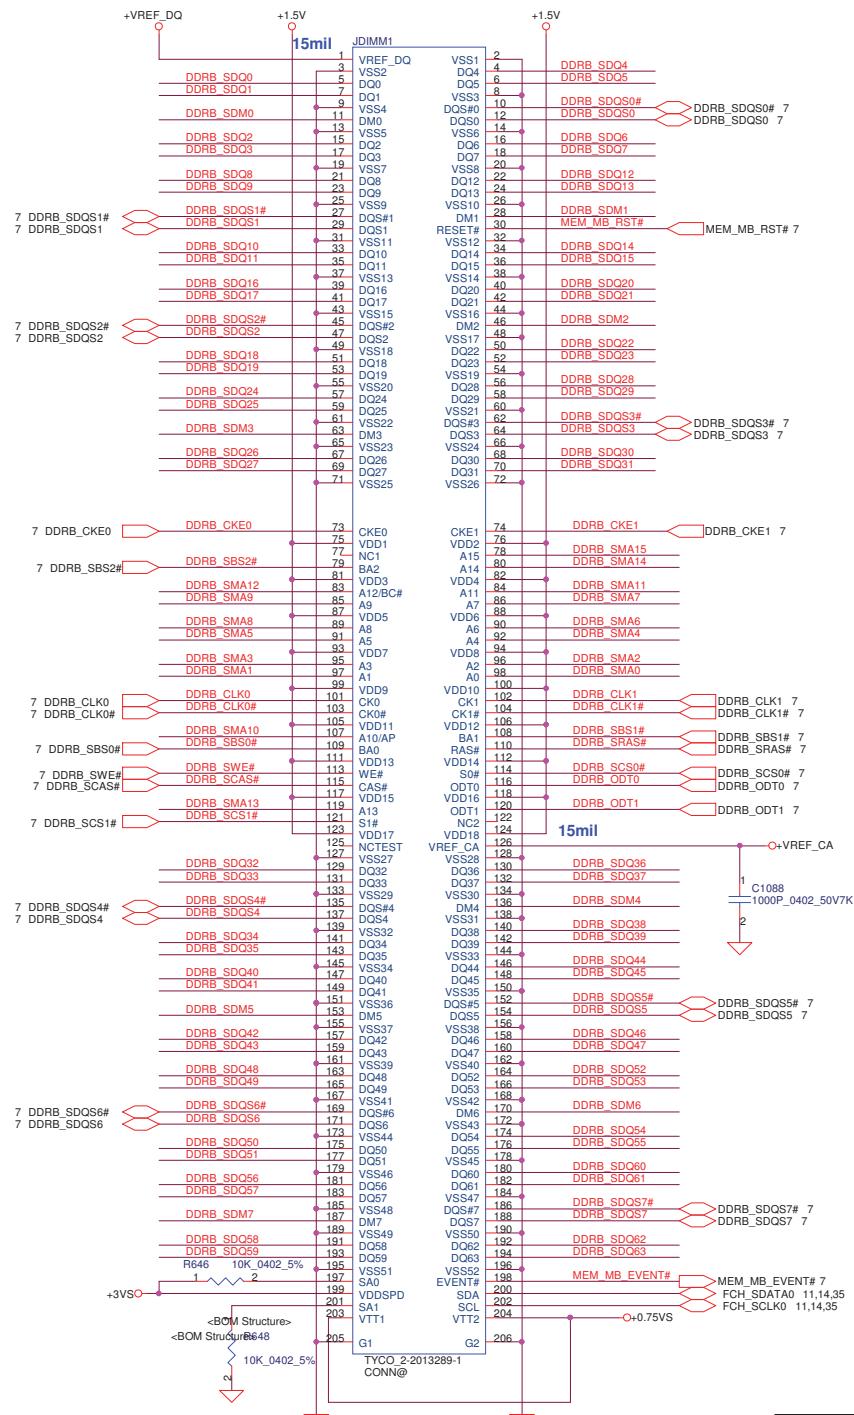 +VREF_DQ +1.5V +1.5V
15mil JDIMM1
1 VREF_DQ VSS1 2
3 VSS2 DQ4 4 DDRB_SDQ4
DDRB_SDQ0 5 DQ0 DQ5 6 DDRB_SDQ5
DDRB_SDQ1 7 DQ1 VSS3 8
9 VSS4 DQS#0 10 DDRB_SDQS0# DDRB_SDQS0# 7
DDRB_SDM0 11 DM0 DQS0 12 DDRB_SDQS0 DDRB_SDQS0 7
13 VSS5 VSS6 14
DDRB_SDQ2 15 DQ2 DQ6 16 DDRB_SDQ6
DDRB_SDQ3 17 DQ3 DQ7 18 DDRB_SDQ7
19 VSS7 VSS8 20
DDRB_SDQ8 21 DQ8 DQ12 22 DDRB_SDQ12
DDRB_SDQ9 23 DQ9 DQ13 24 DDRB_SDQ13
25 VSS9 VSS10 26
7 DDRB_SDQS1# DDRB_SDQS1# 27 DQS#1 DM1 28 DDRB_SDM1
7 DDRB_SDQS1 DDRB_SDQS1 29 DQS1 RESET# 30 MEM_MB_RST# MEM_MB_RST# 7
31 VSS11 VSS12 32
DDRB_SDQ10 33 DQ10 DQ14 34 DDRB_SDQ14
DDRB_SDQ11 35 DQ11 DQ15 36 DDRB_SDQ15
37 VSS13 VSS14 38
DDRB_SDQ16 39 DQ16 DQ20 40 DDRB_SDQ20
DDRB_SDQ17 41 DQ17 DQ21 42 DDRB_SDQ21
43 VSS15 VSS16 44
7 DDRB_SDQS2# DDRB_SDQS2# 45 DQS#2 DM2 46 DDRB_SDM2
7 DDRB_SDQS2 DDRB_SDQS2 47 DQS2 VSS17 48
49 VSS18 DQ22 50 DDRB_SDQ22
DDRB_SDQ18 51 DQ18 DQ23 52 DDRB_SDQ23
DDRB_SDQ19 53 DQ19 VSS19 54
55 VSS20 DQ28 56 DDRB_SDQ28
DDRB_SDQ24 57 DQ24 DQ29 58 DDRB_SDQ29
DDRB_SDQ25 59 DQ25 VSS21 60
61 VSS22 DQS#3 62 DDRB_SDQS3# DDRB_SDQS3# 7
DDRB_SDM3 63 DM3 DQS3 64 DDRB_SDQS3 DDRB_SDQS3 7
65 VSS23 VSS24 66
DDRB_SDQ26 67 DQ26 DQ30 68 DDRB_SDQ30
DDRB_SDQ27 69 DQ27 DQ31 70 DDRB_SDQ31
71 VSS25 VSS26 72
7 DDRB_CKE0 DDRB_CKE0 73 CKE0 CKE1 74 DDRB_CKE1 DDRB_CKE1 7
75 VDD1 VDD2 76
77 NC1 A15 78 DDRB_SMA15
7 DDRB_SBS2# DDRB_SBS2# 79 BA2 A14 80 DDRB_SMA14
81 VDD3 VDD4 82
DDRB_SMA12 83 A12/BC# A11 84 DDRB_SMA11
DDRB_SMA9 85 A9 A7 86 DDRB_SMA7
87 VDD5 VDD6 88
DDRB_SMA8 89 A8 A6 90 DDRB_SMA6
DDRB_SMA5 91 A5 A4 92 DDRB_SMA4
93 VDD7 VDD8 94
DDRB_SMA3 95 A3 A2 96 DDRB_SMA2
DDRB_SMA1 97 A1 A0 98 DDRB_SMA0
99 VDD9 VDD10 100
7 DDRB_CLK0 DDRB_CLK0 101 CK0 CK1 102 DDRB_CLK1 DDRB_CLK1 7
7 DDRB_CLK0# DDRB_CLK0# 103 CK0# CK1# 104 DDRB_CLK1# DDRB_CLK1# 7
105 VDD11 VDD12 106
DDRB_SMA10 107 A10/AP BA1 108 DDRB_SBS1# DDRB_SBS1# 7
7 DDRB_SBS0# DDRB_SBS0# 109 BA0 RAS# 110 DDRB_SRAS# DDRB_SRAS# 7
111 VDD13 VDD14 112
7 DDRB_SWE# DDRB_SWE# 113 WE# S0# 114 DDRB_SCS0# DDRB_SCS0# 7
7 DDRB_SCAS# DDRB_SCAS# 115 CAS# ODT0 116 DDRB_ODT0 DDRB_ODT0 7
117 VDD15 VDD16 118
DDRB_SMA13 119 A13 ODT1 120 DDRB_ODT1 DDRB_ODT1 7
7 DDRB_SCS1# DDRB_SCS1# 121 S1# NC2 122
123 VDD17 VDD18 124 15mil
125 NCTEST VREF_CA 126 +VREF_CA
127 VSS27 VSS28 128
DDRB_SDQ32 129 DQ32 DQ36 130 DDRB_SDQ36
DDRB_SDQ33 131 DQ33 DQ37 132 DDRB_SDQ37 1
133 VSS29 VSS30 134 C1088
7 DDRB_SDQS4# DDRB_SDQS4# 135 DQS#4 DM4 136 DDRB_SDM4 1000P_0402_50V7K
7 DDRB_SDQS4 DDRB_SDQS4 137 DQS4 VSS31 138 2
139 VSS32 DQ38 140 DDRB_SDQ38
DDRB_SDQ34 141 DQ34 DQ39 142 DDRB_SDQ39
DDRB_SDQ35 143 DQ35 VSS33 144
145 VSS34 DQ44 146 DDRB_SDQ44
DDRB_SDQ40 147 DQ40 DQ45 148 DDRB_SDQ45
DDRB_SDQ41 149 DQ41 VSS35 150
151 VSS36 DQS#5 152 DDRB_SDQS5# DDRB_SDQS5# 7
DDRB_SDM5 153 DM5 DQS5 154 DDRB_SDQS5 DDRB_SDQS5 7
155 VSS37 VSS38 156
DDRB_SDQ42 157 DQ42 DQ46 158 DDRB_SDQ46
DDRB_SDQ43 159 DQ43 DQ47 160 DDRB_SDQ47
161 VSS39 VSS40 162
DDRB_SDQ48 163 DQ48 DQ52 164 DDRB_SDQ52
DDRB_SDQ49 165 DQ49 DQ53 166 DDRB_SDQ53
167 VSS41 VSS42 168
7 DDRB_SDQS6# DDRB_SDQS6# 169 DQS#6 DM6 170 DDRB_SDM6
7 DDRB_SDQS6 DDRB_SDQS6 171 DQS6 VSS43 172
173 VSS44 DQ54 174 DDRB_SDQ54
DDRB_SDQ50 175 DQ50 DQ55 176 DDRB_SDQ55
DDRB_SDQ51 177 DQ51 VSS45 178
179 VSS46 DQ60 180 DDRB_SDQ60
DDRB_SDQ56 181 DQ56 DQ61 182 DDRB_SDQ61
DDRB_SDQ57 183 DQ57 VSS47 184
185 VSS48 DQS#7 186 DDRB_SDQS7# DDRB_SDQS7# 7
DDRB_SDM7 187 DM7 DQS7 188 DDRB_SDQS7 DDRB_SDQS7 7
189 VSS49 VSS50 190
DDRB_SDQ58 191 DQ58 DQ62 192 DDRB_SDQ62
DDRB_SDQ59 193 DQ59 DQ63 194 DDRB_SDQ63
R646 10K_0402_5% 195 VSS51 VSS52 196
1 2 197 SA0 EVENT# 198 MEM_MB_EVENT# MEM_MB_EVENT# 7
+3VS 199 VDDSPD SDA 200 FCH_SDATA0 11,14,35
201 SA1 SCL 202 FCH_SCLK0 11,14,35
<BOM Structure> 203 VTT1 VTT2 204 +0.75VS
<BOM Structure> R648 205 G1 G2 206
10K_0402_5% TYCO_2-2013289-1
2 CONN@